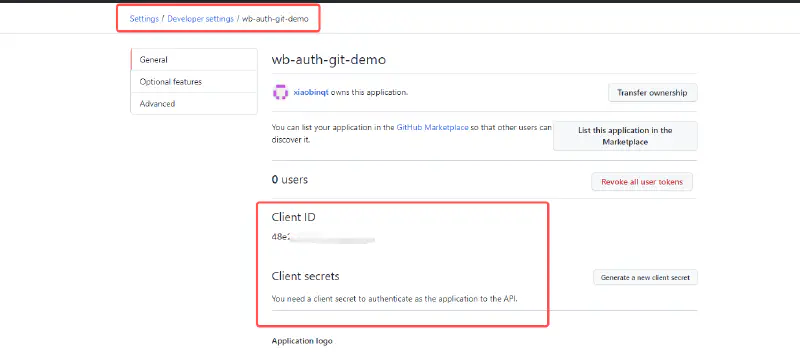 Settings / Developer settings / wb-auth-git-demo
General
Optional features
Advanced
wb-auth-git-demo
xiaobinqt owns this application.
Transfer ownership
You can list your application in the GitHub Marketplace so that other users can
discover it.
List this application in the
Marketplace
0 users
Revoke all user tokens
Client ID
48e
Client secrets
Generate a new client secret
You need a client secret to authenticate as the application to the API.
Application logo